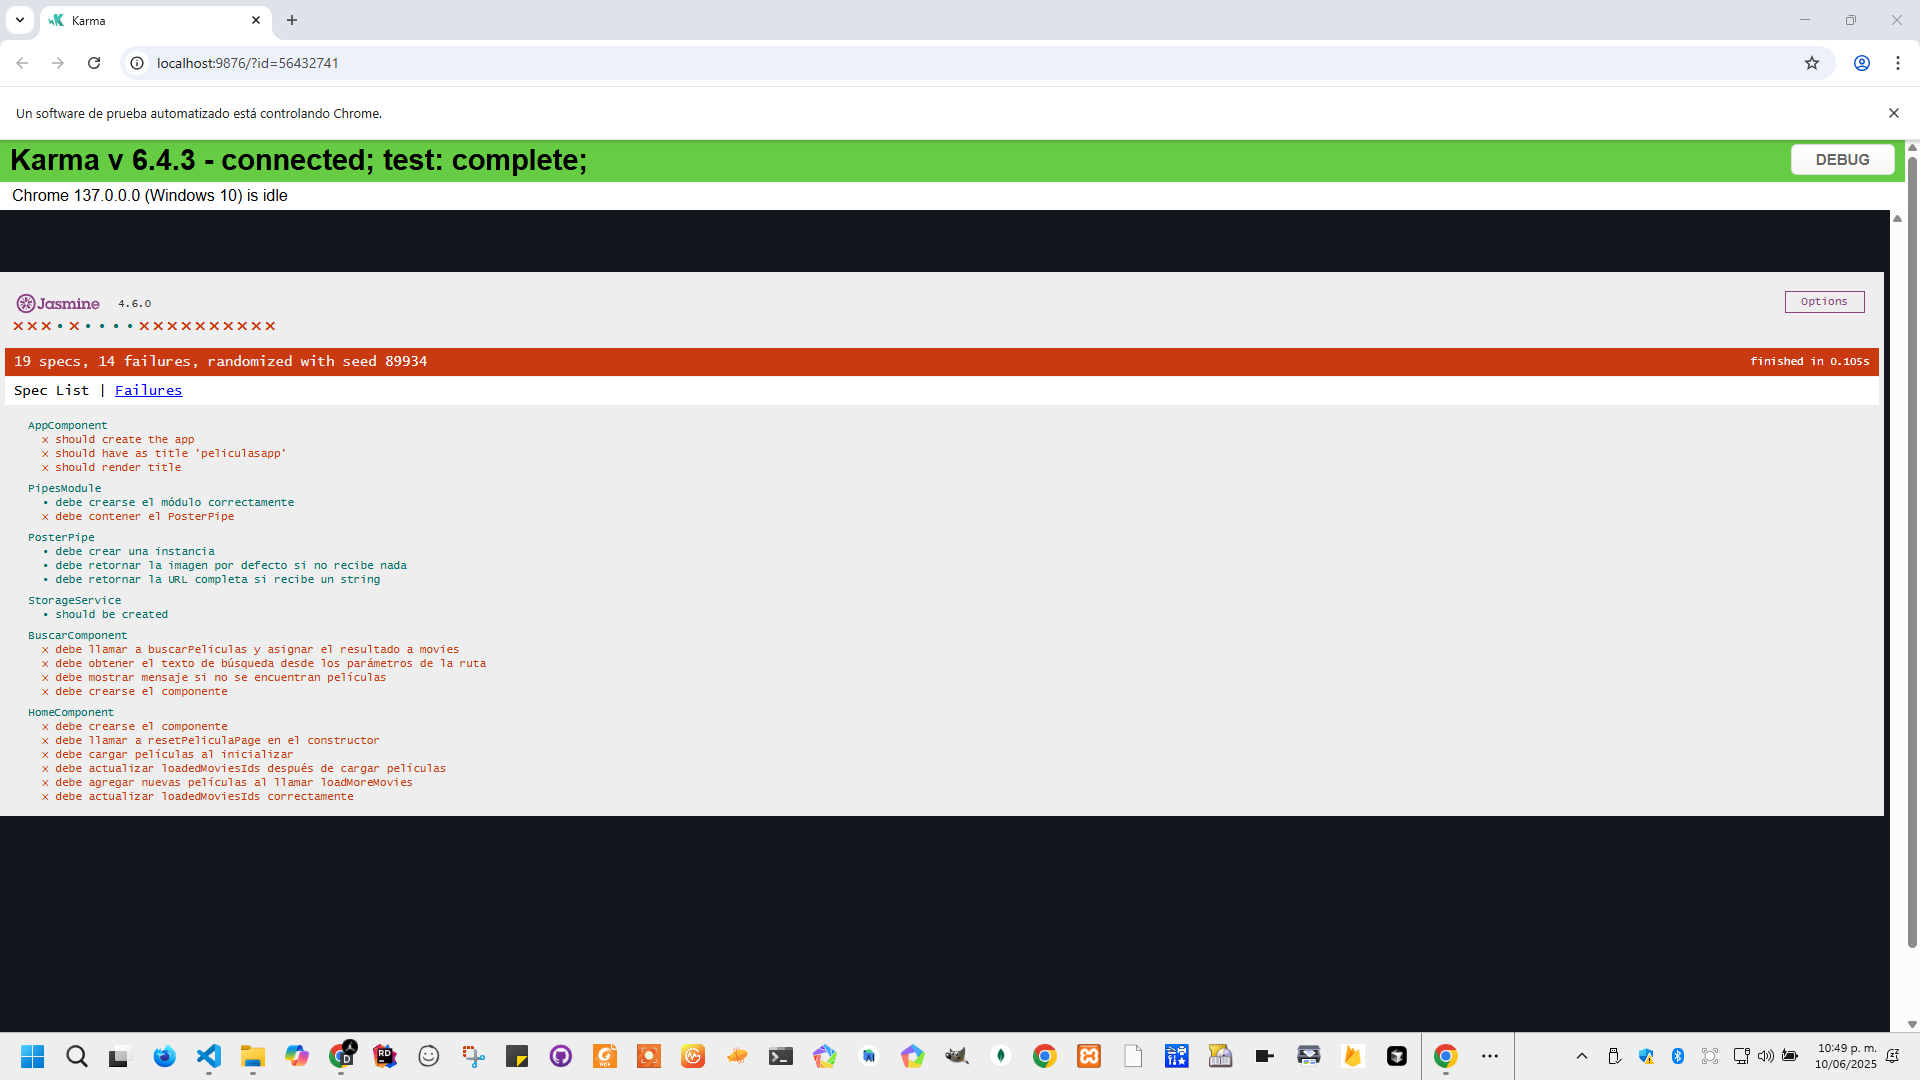 Karma
localhost:9876/?id=56432741
Un software de prueba automatizado está controlando Chrome.
Karma v 6.4.3 - connected; test: complete;
DEBUG
Chrome 137.0.0.0 (Windows 10) is idle
Jasmine 4.6.0
Options
19 specs, 14 failures, randomized with seed 89934
finished in 0.105s
Spec List | Failures
AppComponent
x should create the app
x should have as title 'peliculasapp'
x should render title
PipesModule
• debe crearse el módulo correctamente
x debe contener el PosterPipe
PosterPipe
• debe crear una instancia
• debe retornar la imagen por defecto si no recibe nada
• debe retornar la URL completa si recibe un string
StorageService
• should be created
BuscarComponent
x debe llamar a buscarPeliculas y asignar el resultado a movies
x debe obtener el texto de búsqueda desde los parámetros de la ruta
x debe mostrar mensaje si no se encuentran películas
x debe crearse el componente
HomeComponent
x debe crearse el componente
x debe llamar a resetPeliculaPage en el constructor
x debe cargar películas al inicializar
x debe actualizar loadedMoviesIds después de cargar películas
x debe agregar nuevas películas al llamar loadMoreMovies
x debe actualizar loadedMoviesIds correctamente
10:49 p. m.
10/06/2025